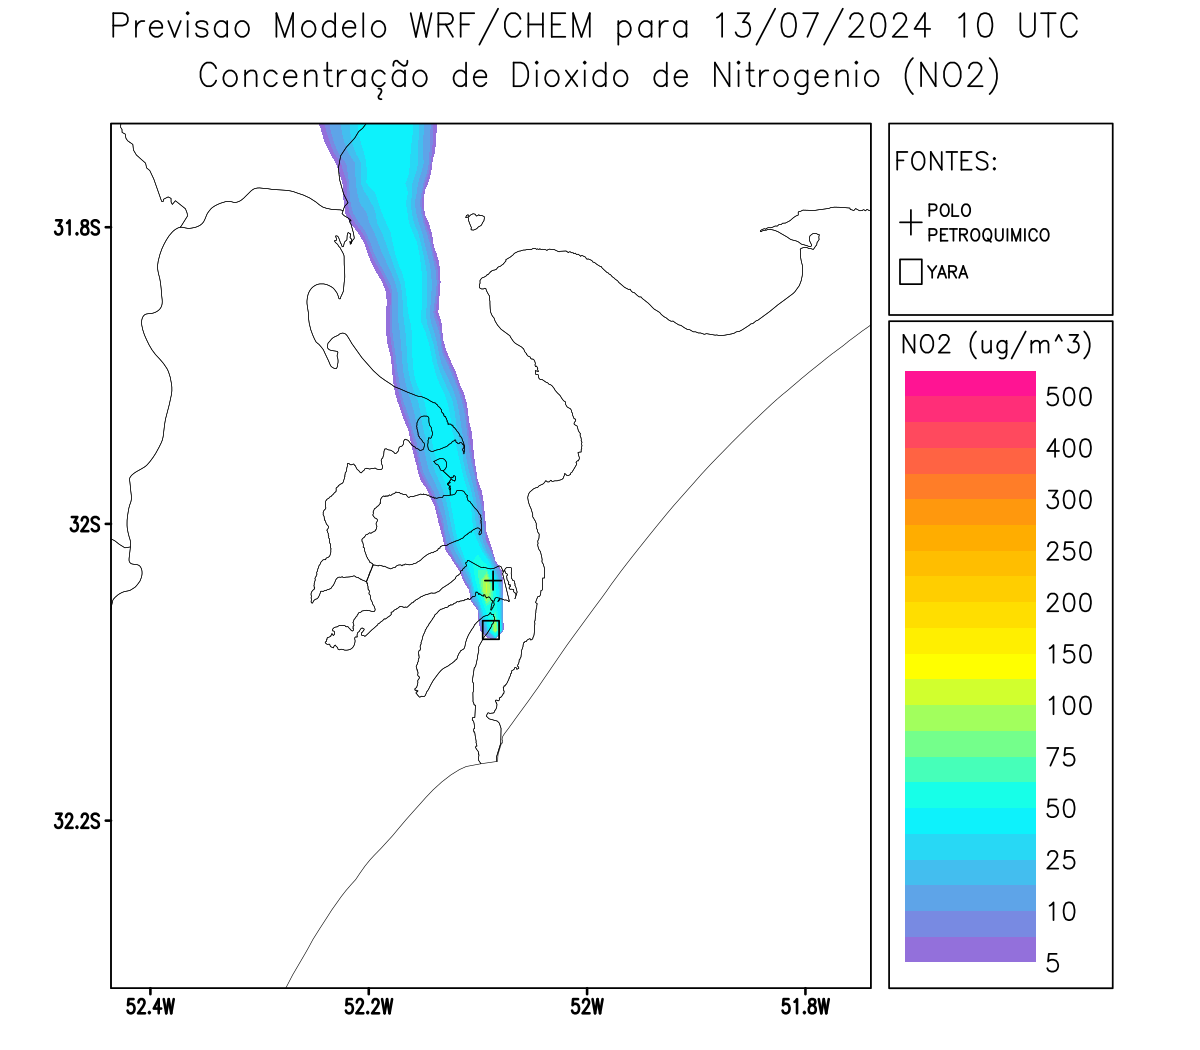 Previsao Modelo WRF/CHEM para 13/07/2024 10 UTC
Concentração de Dioxido de Nitrogenio (NO2)
FONTES:
POLO
PETROQUIMICO
YARA
NO2 (ug/m^3)
500
400
300
250
200
150
100
75
50
25
10
5
31.8S
32S
32.2S
52.4W
52.2W
52W
51.8W